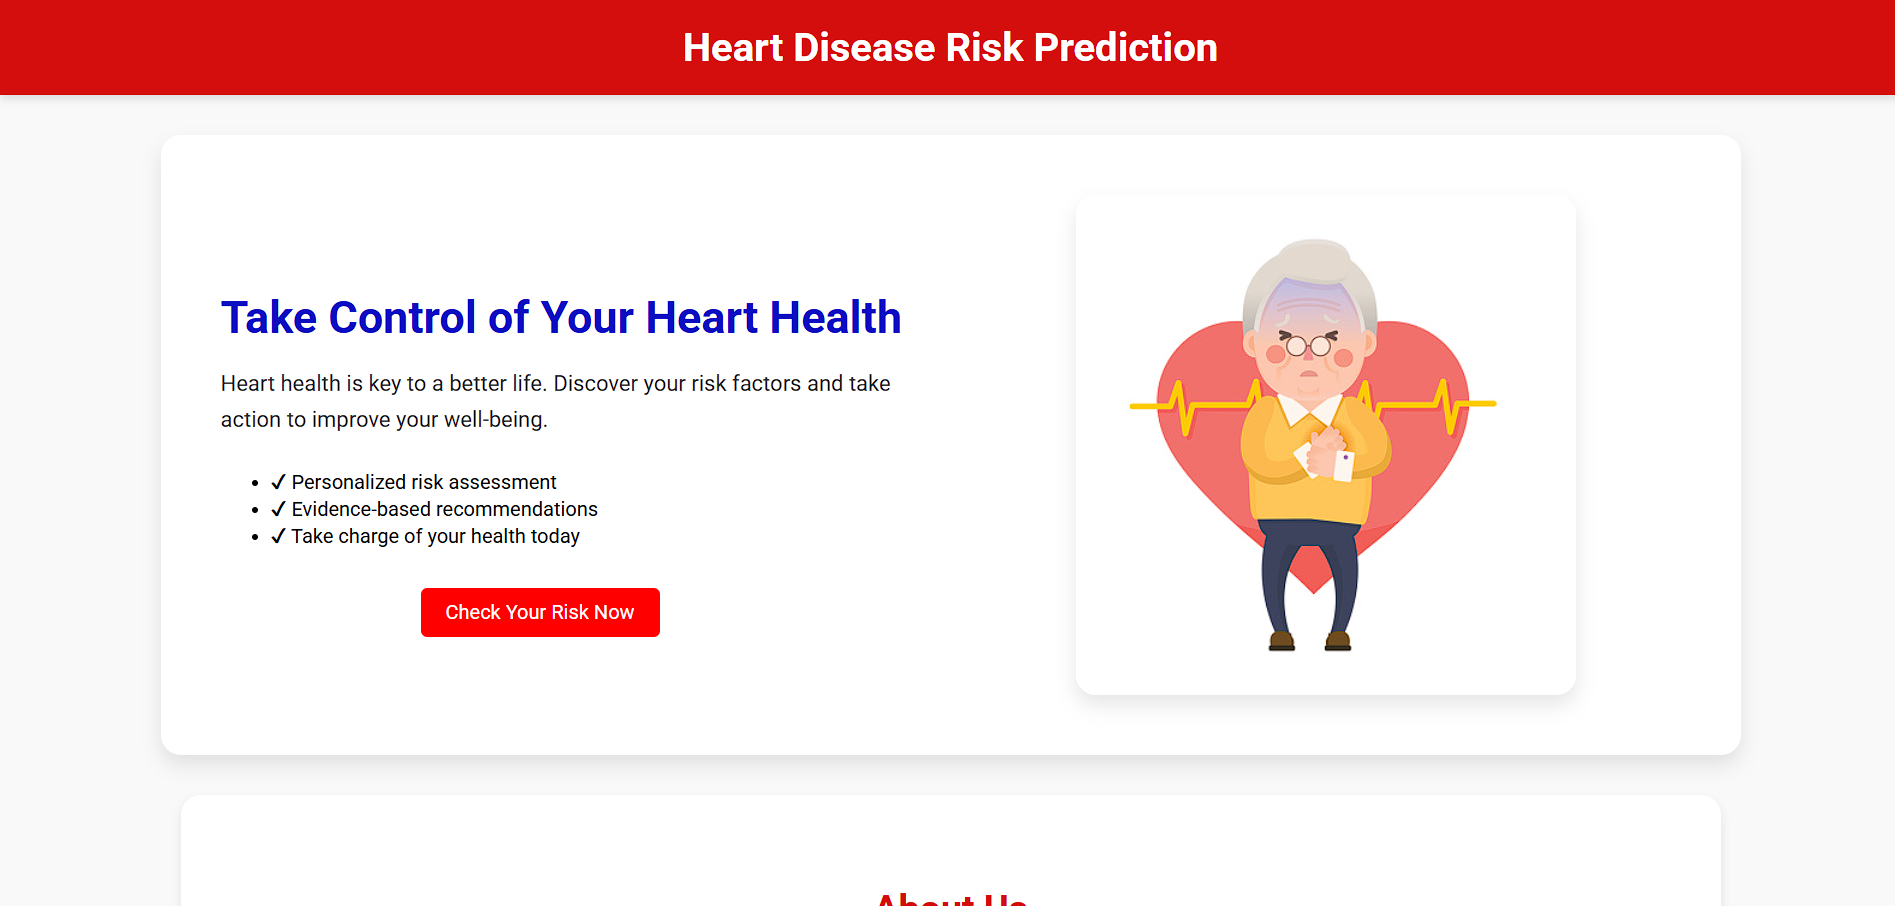 Heart Disease Risk Prediction
Take Control of Your Heart Health
Heart health is key to a better life. Discover your risk factors and take
action to improve your well-being.
• ✓ Personalized risk assessment
• ✓ Evidence-based recommendations
• ✓ Take charge of your health today
Check Your Risk Now
About Us